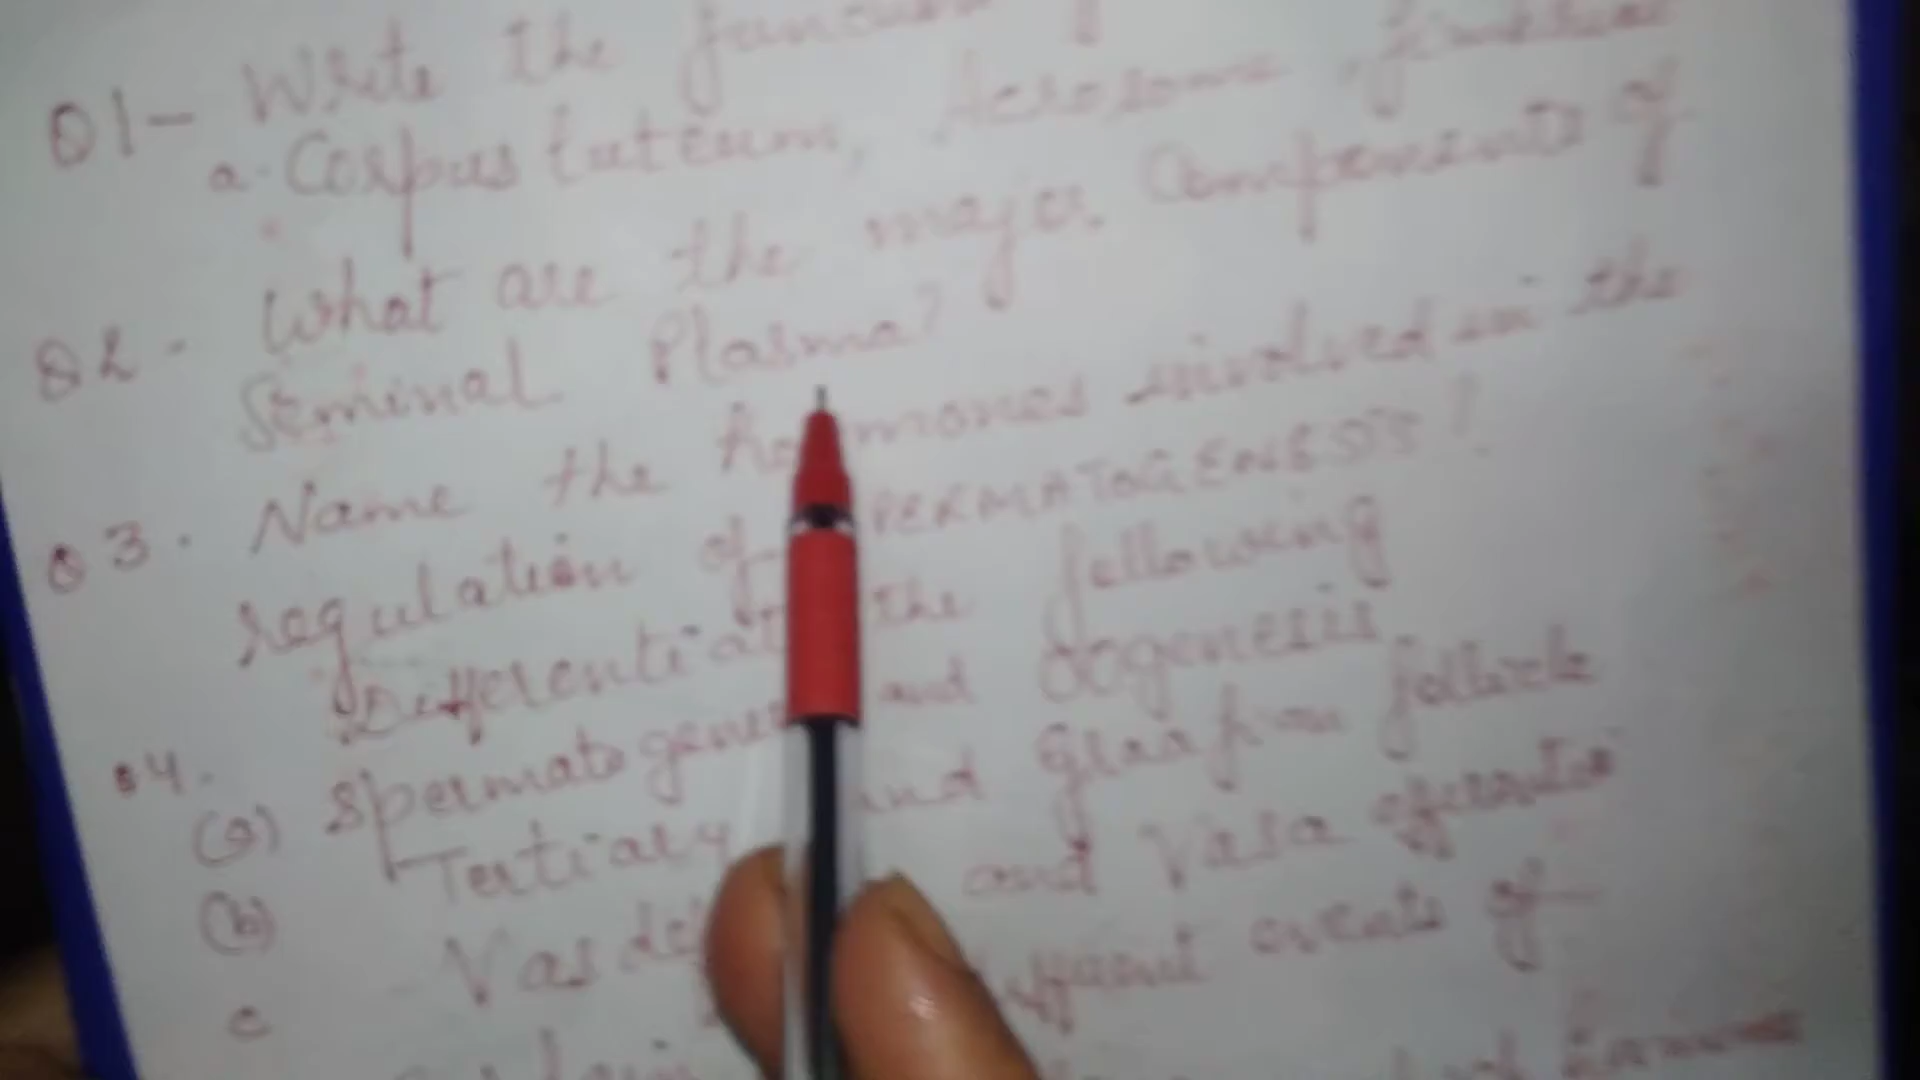 Q1- Write the
a. Corpus luteum, Acrosome,
Q2. What are the major components of
Seminal Plasma?
Q3. Name the hormones involved in the
regulation of SPERMATOGENESIS?
Q4. Differentiate the following
(a) Spermatogenesis and Oogenesis
(b) Tertiary and Graafian follicle
c Vas and Vasa efferentia
events of